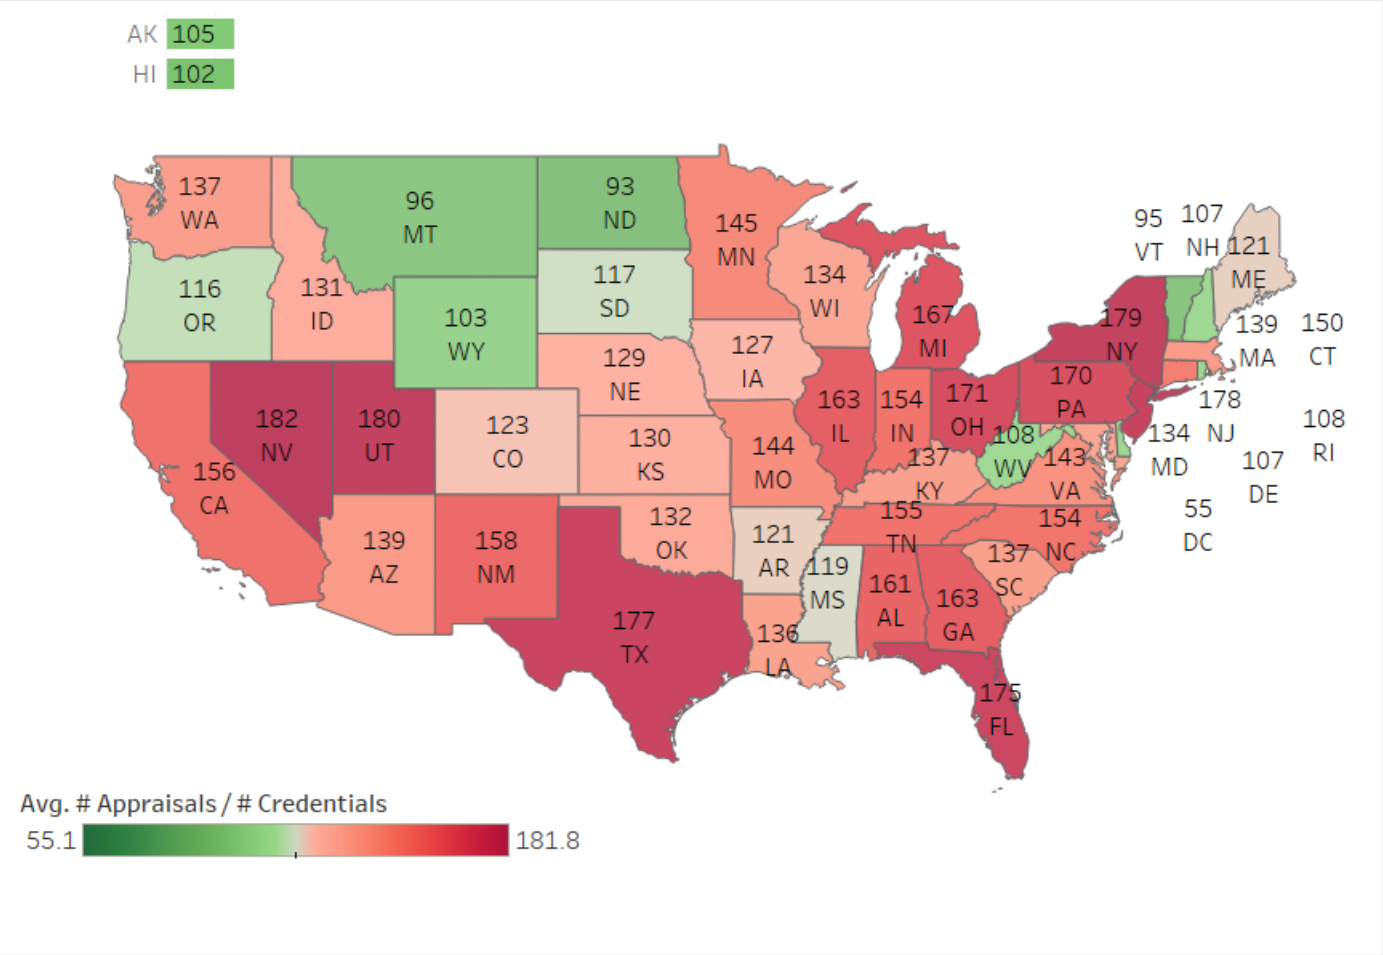 AK 105
HI 102
137
WA
96
MT
93
ND
145
MN
95
VT
107
NH
121
ME
116
OR
131
ID
103
WY
117
SD
134
WI
167
MI
179
NY
139
MA
150
CT
129
NE
127
IA
182
NV
180
UT
123
CO
130
KS
144
MO
163
IL
154
IN
171
OH
170
PA
178
NJ
108
RI
156
CA
137
KY
108
WV
143
VA
134
MD
107
DE
55
DC
139
AZ
158
NM
132
OK
121
AR
155
TN
154
NC
137
SC
119
MS
161
AL
163
GA
177
TX
136
LA
175
FL
Avg. # Appraisals / # Credentials
55.1 181.8